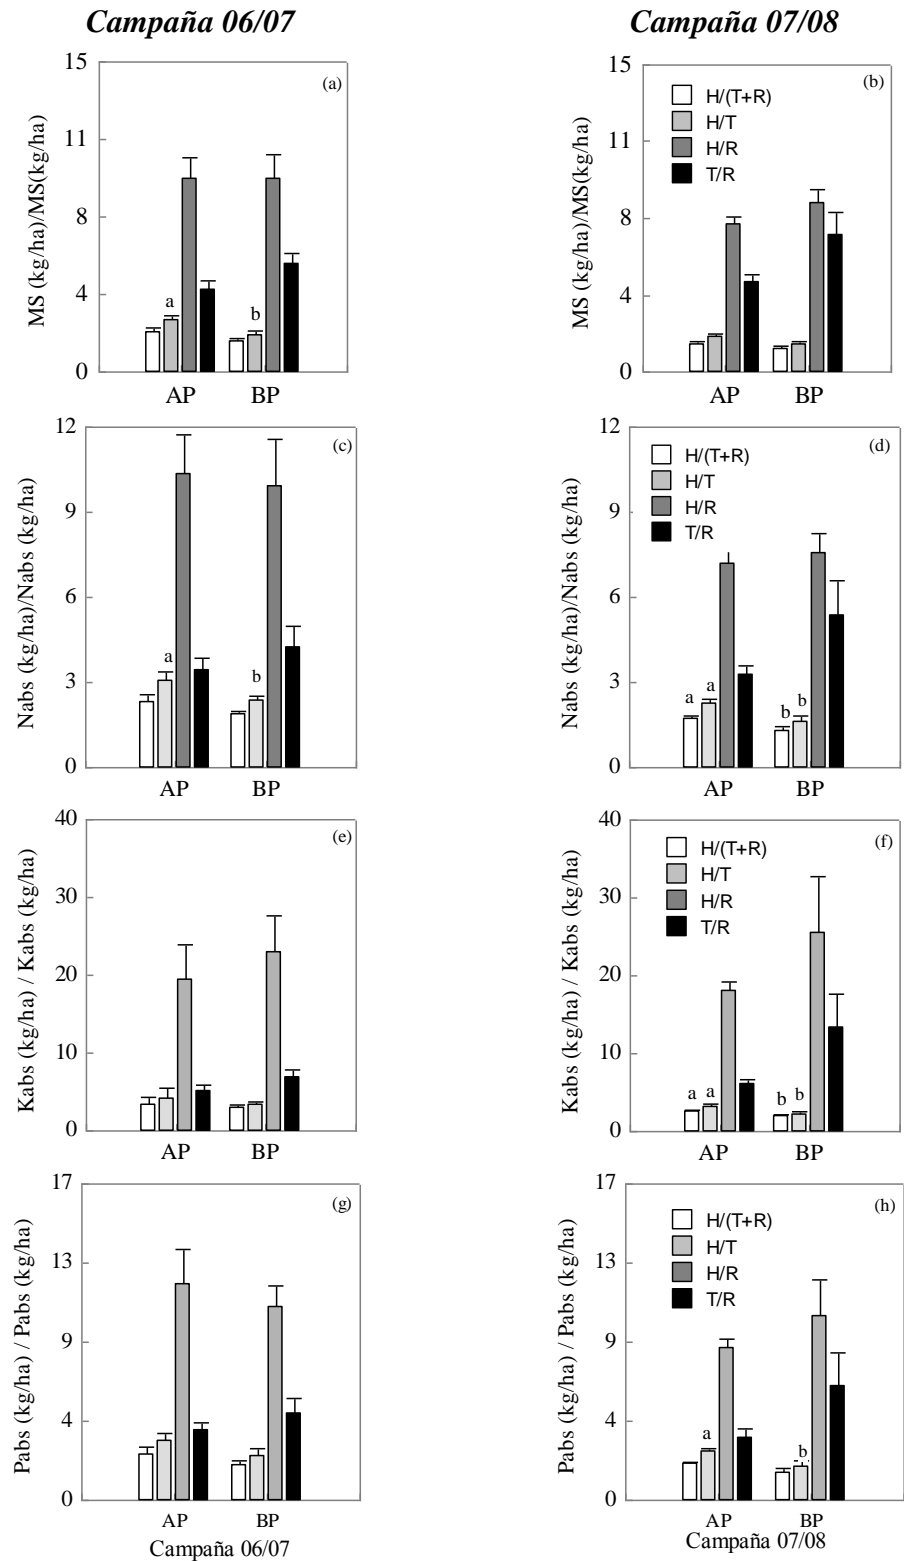 Campaña 06/07
Campaña 07/08
MS (kg/ha)/MS(kg/ha)
15
11
8
4
0
(a)
a
b
AP
BP
MS (kg/ha)/MS(kg/ha)
15
11
8
4
0
(b)
H/(T+R)
H/T
H/R
T/R
AP
BP
Nabs (kg/ha)/Nabs (kg/ha)
12
9
6
3
0
(c)
a
b
AP
BP
Nabs (kg/ha)/Nabs (kg/ha)
12
9
6
3
0
(d)
H/(T+R)
H/T
H/R
T/R
a
a
b
b
AP
BP
Kabs (kg/ha) / Kabs (kg/ha)
40
30
20
10
0
(e)
AP
BP
Kabs (kg/ha) / Kabs (kg/ha)
40
30
20
10
0
(f)
H/(T+R)
H/T
H/R
T/R
a
a
b
b
AP
BP
Pabs (kg/ha) / Pabs (kg/ha)
17
13
9
4
0
(g)
AP
BP
Campaña 06/07
Pabs (kg/ha) / Pabs (kg/ha)
17
13
9
4
0
(h)
H/(T+R)
H/T
H/R
T/R
a
b
AP
BP
Campaña 07/08